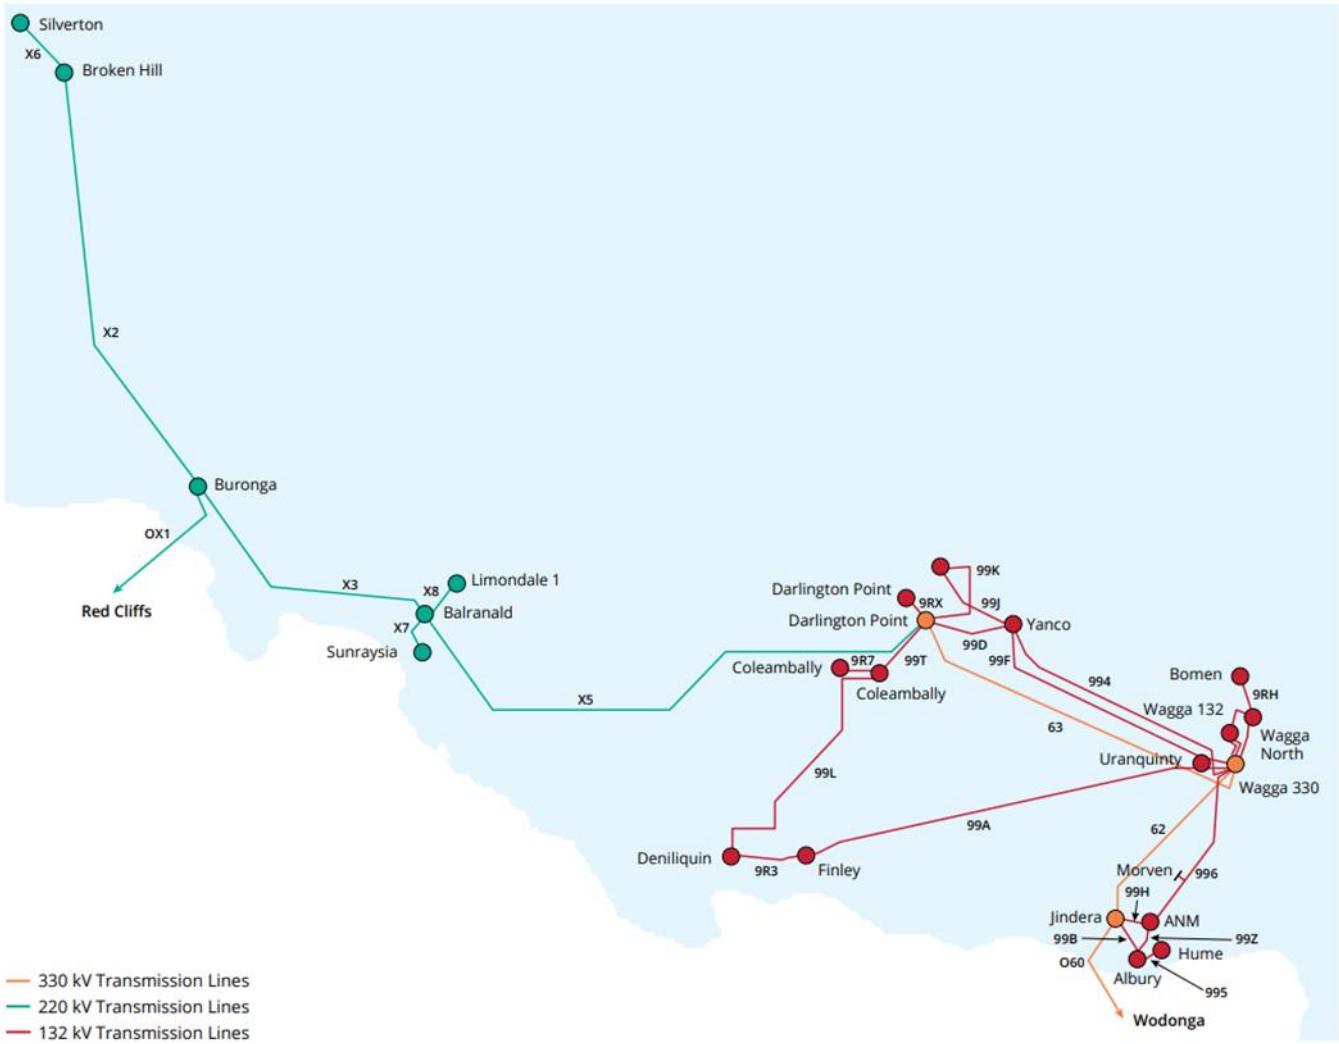 Silverton
X6
Broken Hill
X2
Buronga
OX1
Red Cliffs
X3
X8
Limondale 1
Balranald
X7
Sunraysia
X5
Darlington Point
9RX
Darlington Point
99K
99J
Yanco
99D
99F
99T
9R7
Coleambally
Coleambally
994
63
Bomen
9RH
Wagga 132
Wagga
North
Uranquinty
Wagga 330
99L
99A
62
Deniliquin
9R3
Finley
Morven
996
99H
Jindera
ANM
99B
99Z
Hume
O60
Albury
995
Wodonga
330 kV Transmission Lines
220 kV Transmission Lines
132 kV Transmission Lines